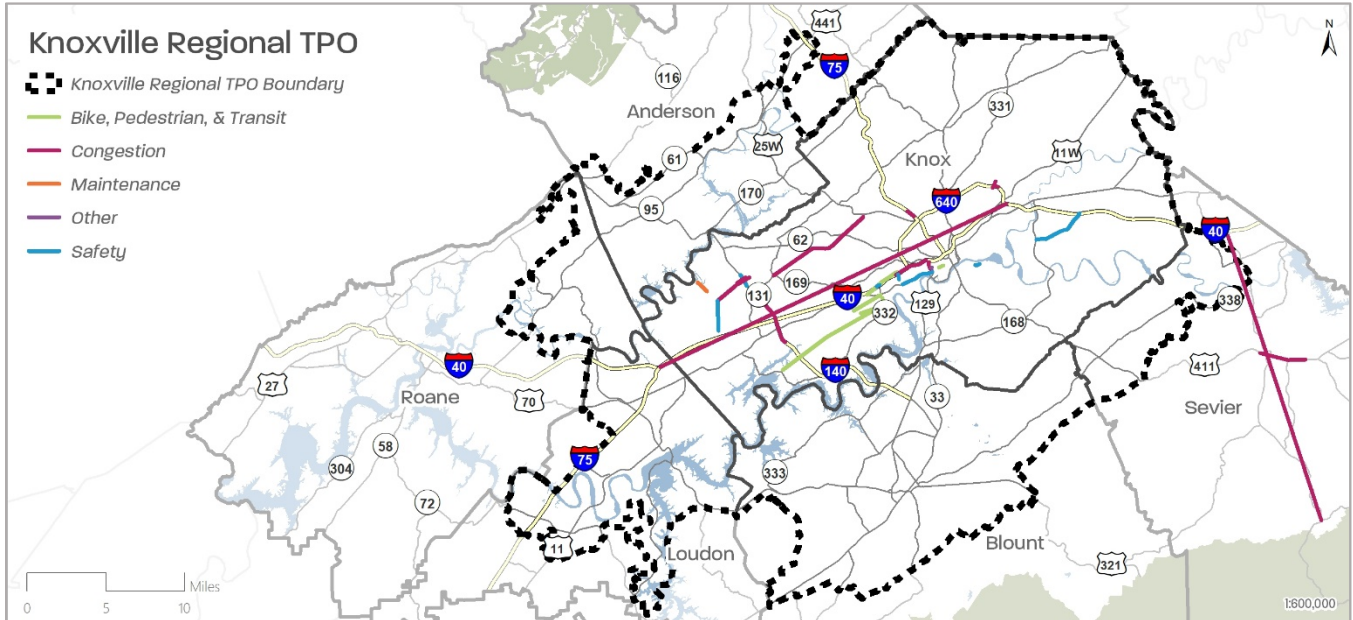 Knoxville Regional TPO
Knoxville Regional TPO Boundary
Bike, Pedestrian, & Transit
Congestion
Maintenance
Other
Safety
N
441
75
116
Anderson
331
25W
11W
Knox
61
170
640
95
62
40
131
169
40
129
332
338
168
40
140
27
411
70
33
Roane
Sevier
58
75
304
333
72
11
Loudon
Blount
321
Miles
0 5 10
1:600,000